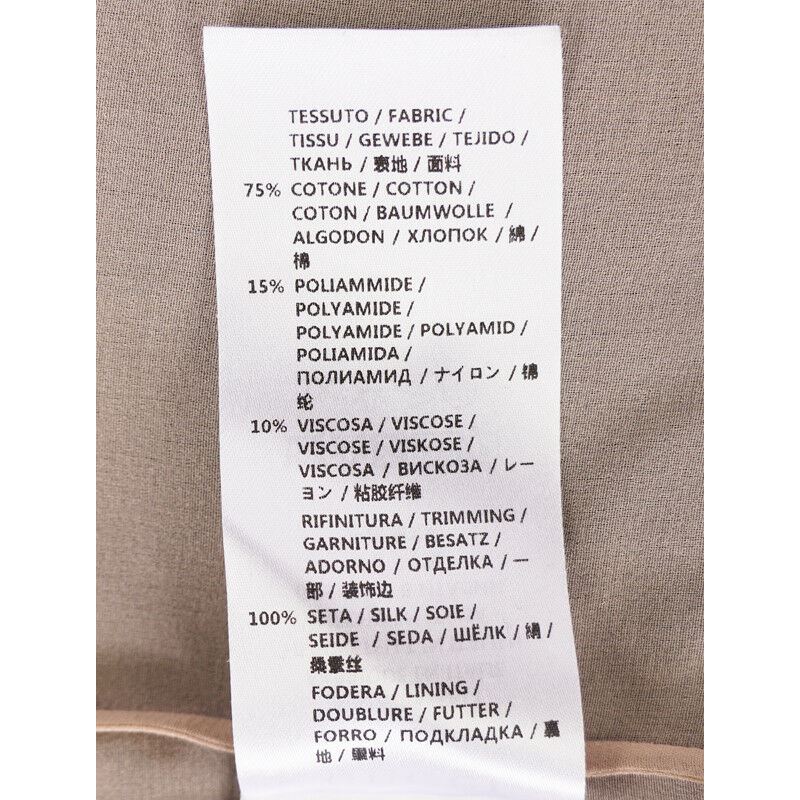 TESSUTO / FABRIC /
TISSU / GEWEBE / TEJIDO /
ТКАНЬ / 表地 / 面料
75% COTONE / COTTON /
COTON / BAUMWOLLE /
ALGODON / ХЛОПОК / 綿 /
棉
15% POLIAMMIDE /
POLYAMIDE /
POLYAMIDE / POLYAMID /
POLIAMIDA /
ПОЛИАМИД / ナイロン / 锦
纶
10% VISCOSA / VISCOSE /
VISCOSE / VISKOSE /
VISCOSA / ВИСКОЗА / レー
ヨン / 粘胶纤维
RIFINITURA / TRIMMING /
GARNITURE / BESATZ /
ADORNO / ОТДЕЛКА / 一
部 / 装饰边
100% SETA / SILK / SOIE /
SEIDE / SEDA / ШЁЛК / 絹 /
桑蚕丝
FODERA / LINING /
DOUBLURE / FUTTER /
FORRO / ПОДКЛАДКА / 裏
地 / 里料